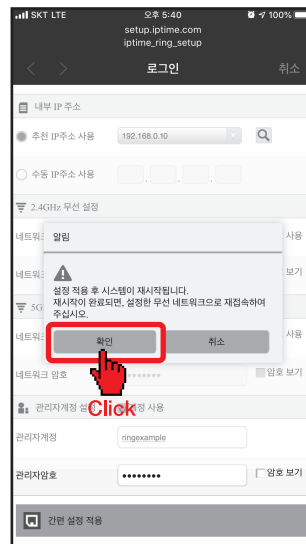 SKT LTE 오후 5:40 100%
setup.iptime.com
iptime_ring_setup
로그인 취소
내부 IP 주소
추천 IP주소 사용 192.168.0.10
수동 IP주소 사용
2.4GHz 무선 설정
네트워 사용
알림
네트워 보기
설정 적용 후 시스템이 재시작됩니다.
재시작이 완료되면, 설정한 무선 네트워크으로 재접속하여
주십시오.
5G
네트워 사용
확인 취소
네트워크 암호 암호 보기
Click
관리자계정 설정 계정 사용
관리자계정 ringexample
관리자암호 암호 보기
간편 설정 적용